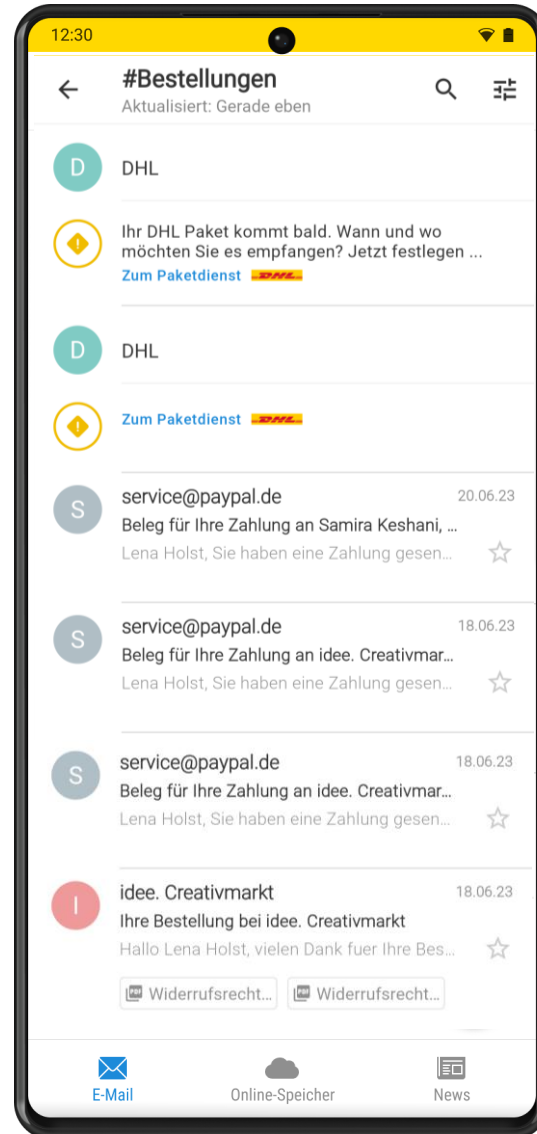 12:30
#Bestellungen
Aktualisiert: Gerade eben
D
DHL
Ihr DHL Paket kommt bald. Wann und wo
möchten Sie es empfangen? Jetzt festlegen ...
Zum Paketdienst DHL
D
DHL
Zum Paketdienst DHL
S
service@paypal.de
20.06.23
Beleg für Ihre Zahlung an Samira Keshani, ...
Lena Holst, Sie haben eine Zahlung gesen...
S
service@paypal.de
18.06.23
Beleg für Ihre Zahlung an idee. Creativmar...
Lena Holst, Sie haben eine Zahlung gesen...
S
service@paypal.de
18.06.23
Beleg für Ihre Zahlung an idee. Creativmar...
Lena Holst, Sie haben eine Zahlung gesen...
I
idee. Creativmarkt
18.06.23
Ihre Bestellung bei idee. Creativmarkt
Hallo Lena Holst, vielen Dank fuer Ihre Bes...
PDF Widerrufsrecht... PDF Widerrufsrecht...
E-Mail Online-Speicher News